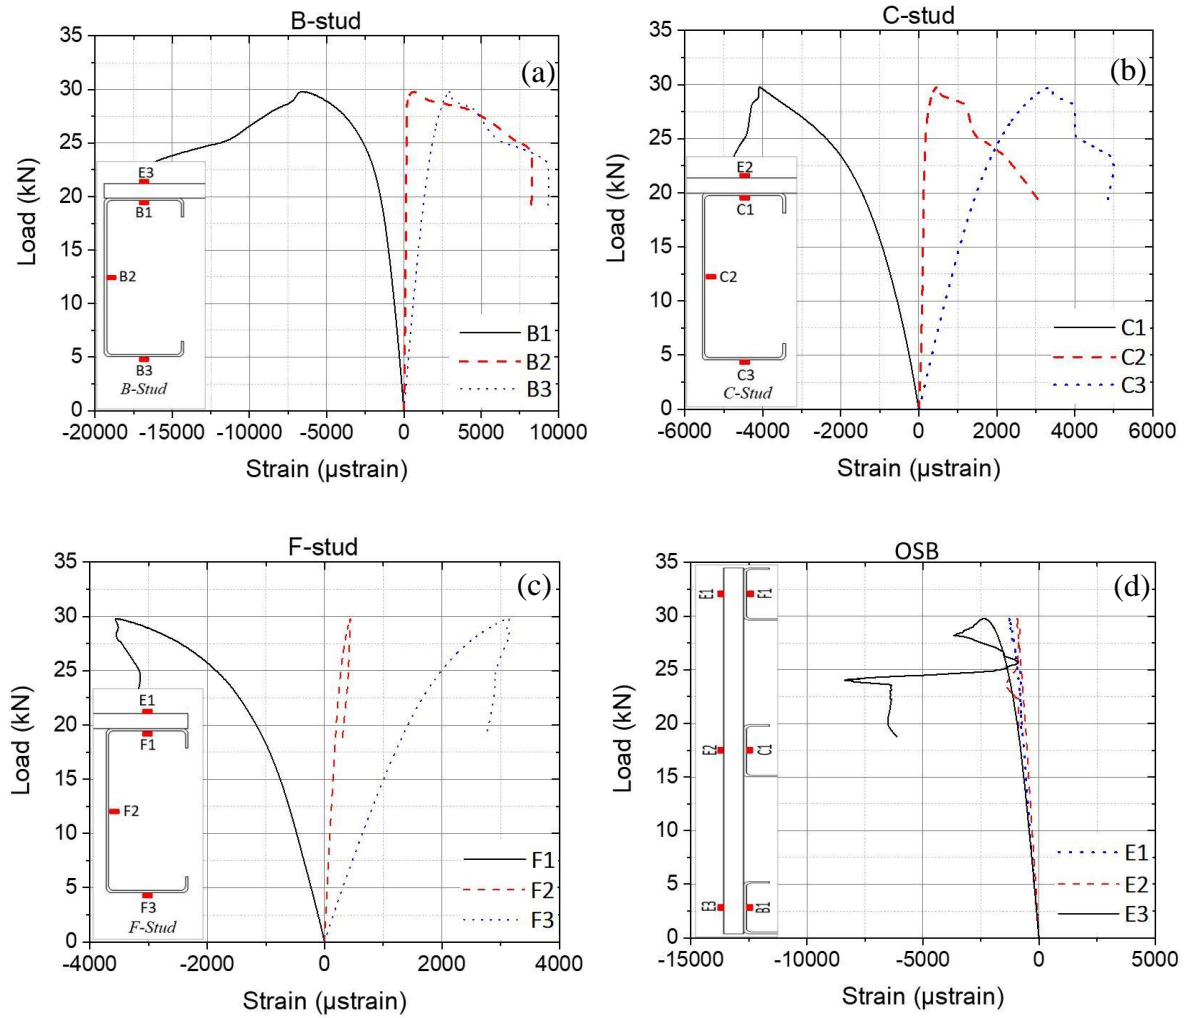 B-stud
(a)
35
30
25
20
15
10
5
0
Load (kN)
E3
B1
B2
B3
B-Stud
B1
B2
B3
-20000 -15000 -10000 -5000 0 5000 10000
Strain (µstrain)
C-stud
(b)
35
30
25
20
15
10
5
0
Load (kN)
E2
C1
C2
C3
C-Stud
C1
C2
C3
-6000 -4000 -2000 0 2000 4000 6000
Strain (µstrain)
F-stud
(c)
35
30
25
20
15
10
5
0
Load (kN)
E1
F1
F2
F3
F-Stud
F1
F2
F3
-4000 -2000 0 2000 4000
Strain (µstrain)
OSB
(d)
35
30
25
20
15
10
5
0
Load (kN)
E1 F1
E2 C1
E3 B1
E1
E2
E3
-15000 -10000 -5000 0 5000
Strain (µstrain)